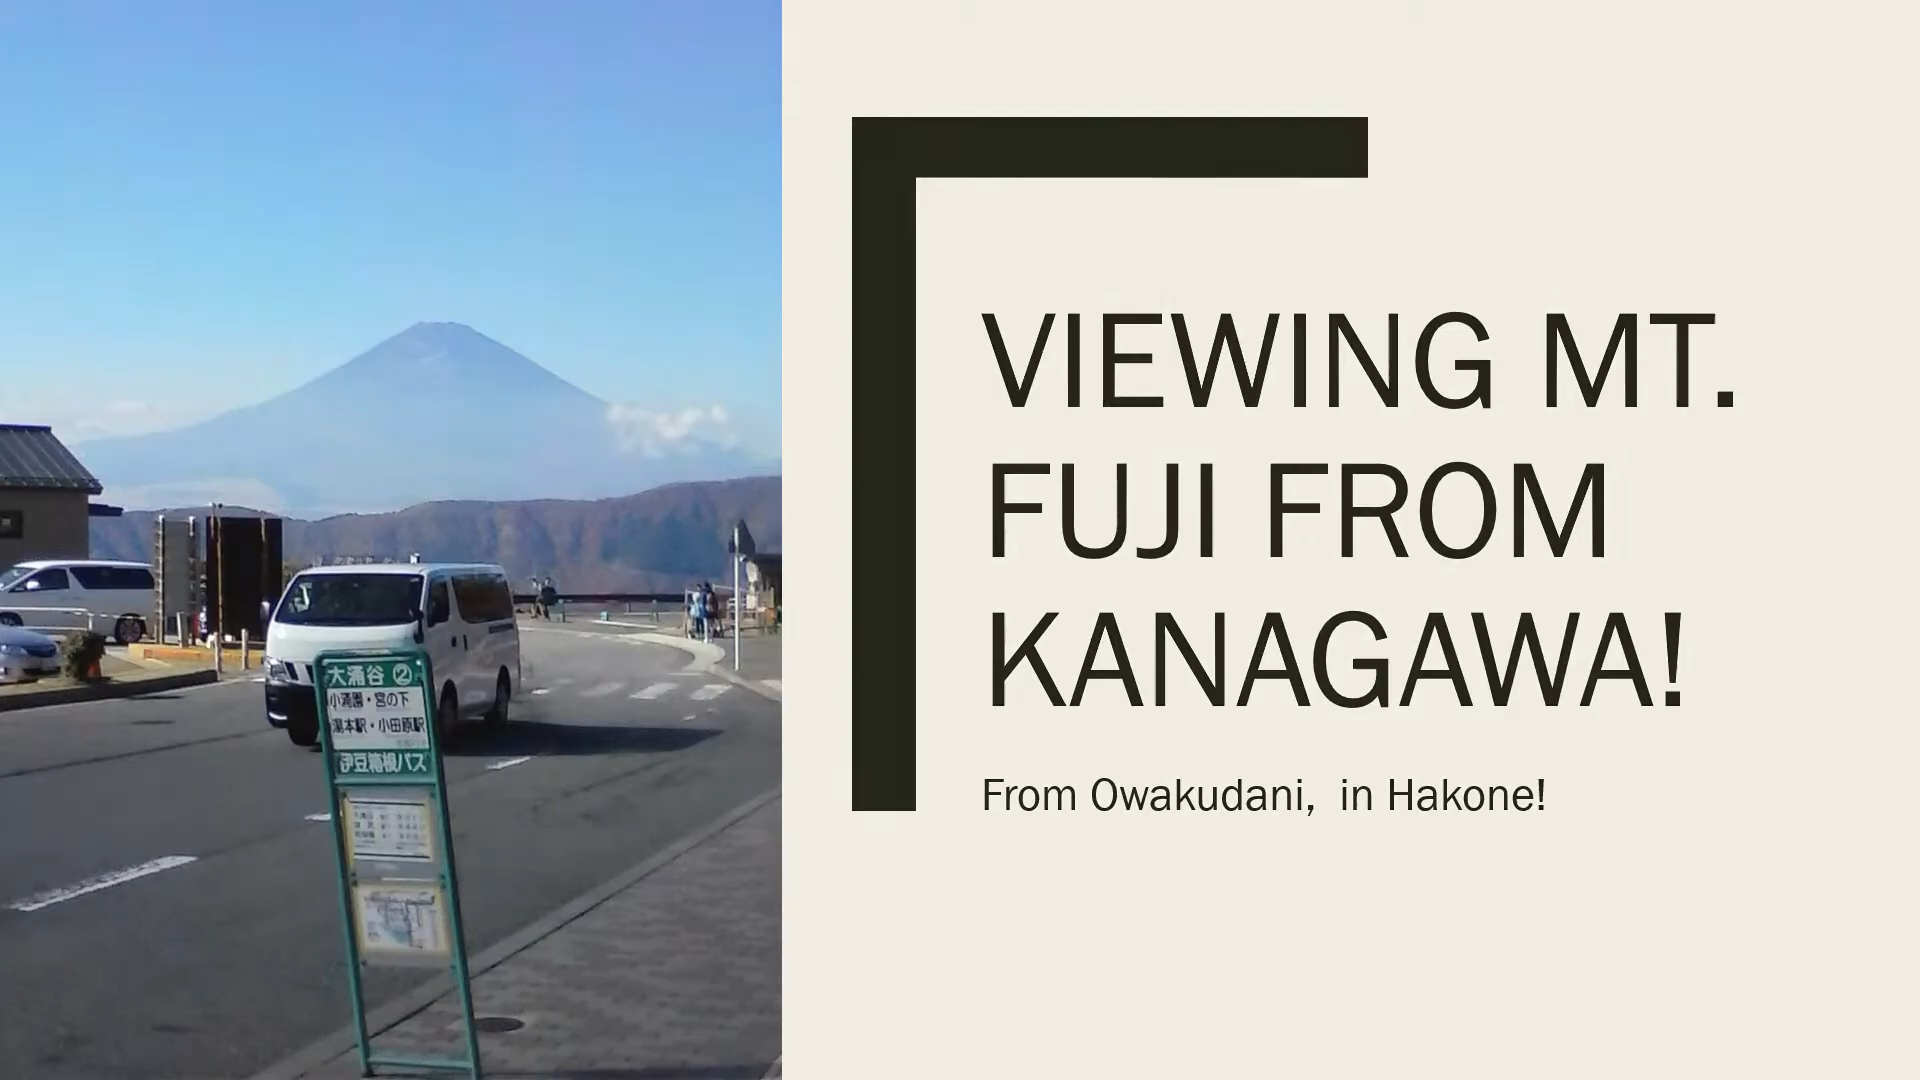 大涌谷 ②
小涌園・宮の下
湯本駅・小田原駅
伊豆箱根バス
VIEWING MT.
FUJI FROM
KANAGAWA!
From Owakudani, in Hakone!